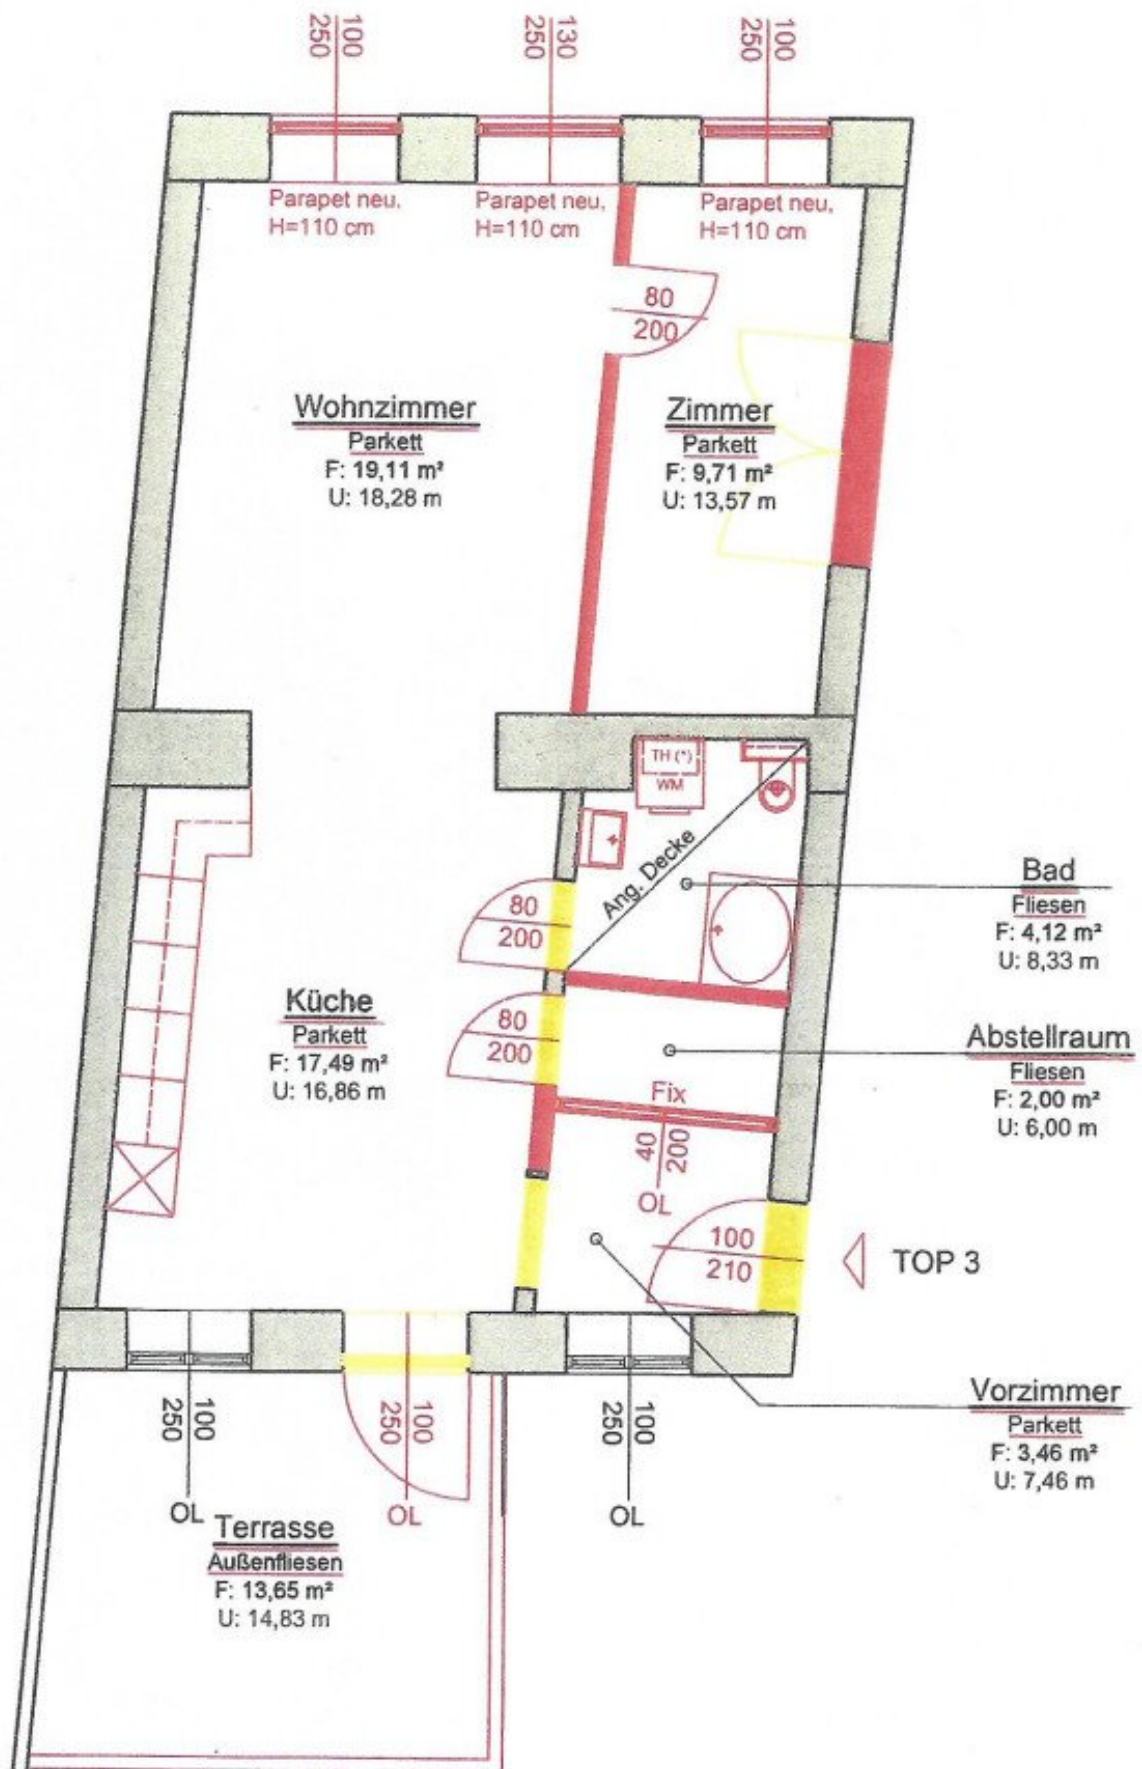 100
250
130
250
100
250
Parapet neu,
H=110 cm
Parapet neu,
H=110 cm
Parapet neu,
H=110 cm
80
200
Wohnzimmer
Parkett
F: 19,11 m²
U: 18,28 m
Zimmer
Parkett
F: 9,71 m²
U: 13,57 m
TH (*)
WM
Ang. Decke
80
200
Bad
Fliesen
F: 4,12 m²
U: 8,33 m
Küche
Parkett
F: 17,49 m²
U: 16,86 m
80
200
Abstellraum
Fliesen
F: 2,00 m²
U: 6,00 m
Fix
200
40
OL
100
210
TOP 3
Vorzimmer
Parkett
F: 3,46 m²
U: 7,46 m
100
250
OL
100
250
OL
100
250
OL
Terrasse
Außenfliesen
F: 13,65 m²
U: 14,83 m